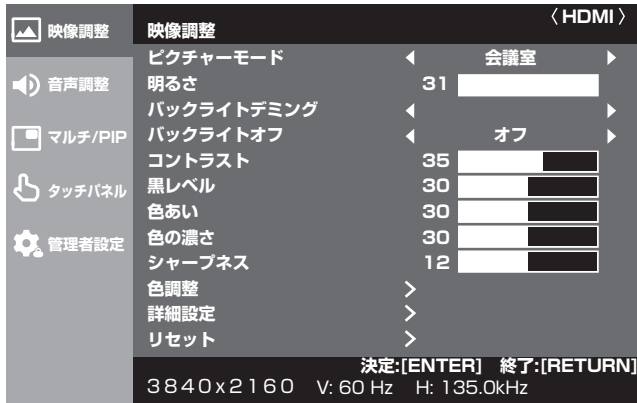 映像調整
音声調整
マルチ/PIP
タッチパネル
管理者設定
映像調整 〈HDMI〉
ピクチャーモード 会議室
明るさ 31
バックライトデミング
バックライトオフ オフ
コントラスト 35
黒レベル 30
色あい 30
色の濃さ 30
シャープネス 12
色調整
詳細設定
リセット
決定:[ENTER] 終了:[RETURN]
3840x2160 V: 60 Hz H: 135.0kHz